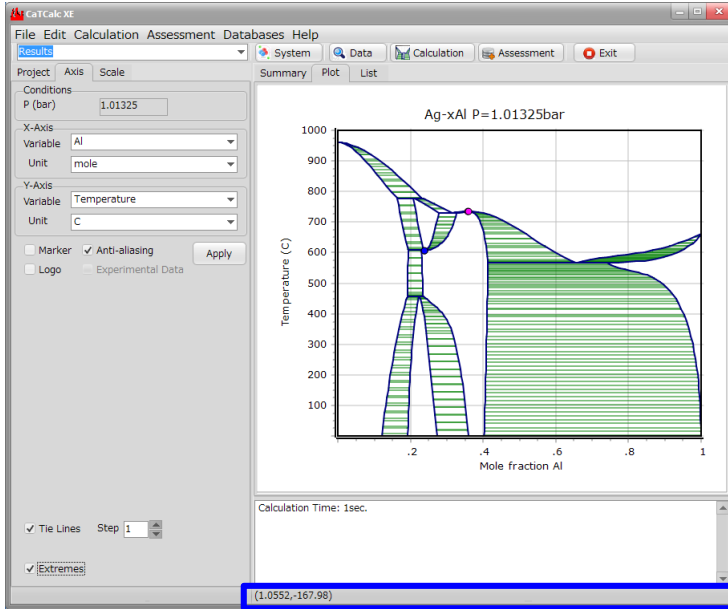 CaTCalc XE
File Edit Calculation Assessment Databases Help
Results
System Data Calculation Assessment Exit
Project Axis Scale
Summary Plot List
Conditions
P (bar) 1.01325
X-Axis
Variable Al
Unit mole
Y-Axis
Variable Temperature
Unit C
Marker Anti-aliasing Apply
Logo Experimental Data
Tie Lines Step 1
Extremes
Ag-xAl P=1.01325bar
1000
900
800
700
600
500
400
300
200
100
Temperature (C)
.2 .4 .6 .8 1
Mole fraction Al
Calculation Time: 1sec.
(1.0552,-167.98)